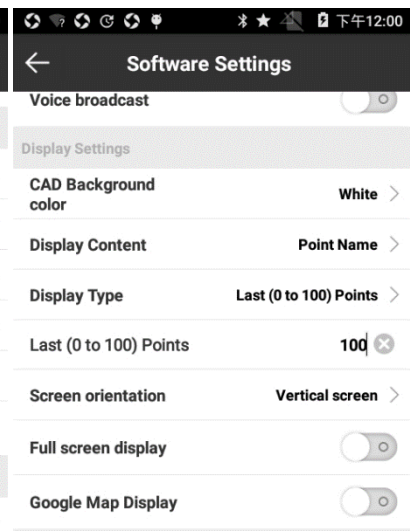 下午12:00
Software Settings
Voice broadcast
Display Settings
CAD Background
color
White
Display Content
Point Name
Display Type
Last (0 to 100) Points
Last (0 to 100) Points
100
Screen orientation
Vertical screen
Full screen display
Google Map Display